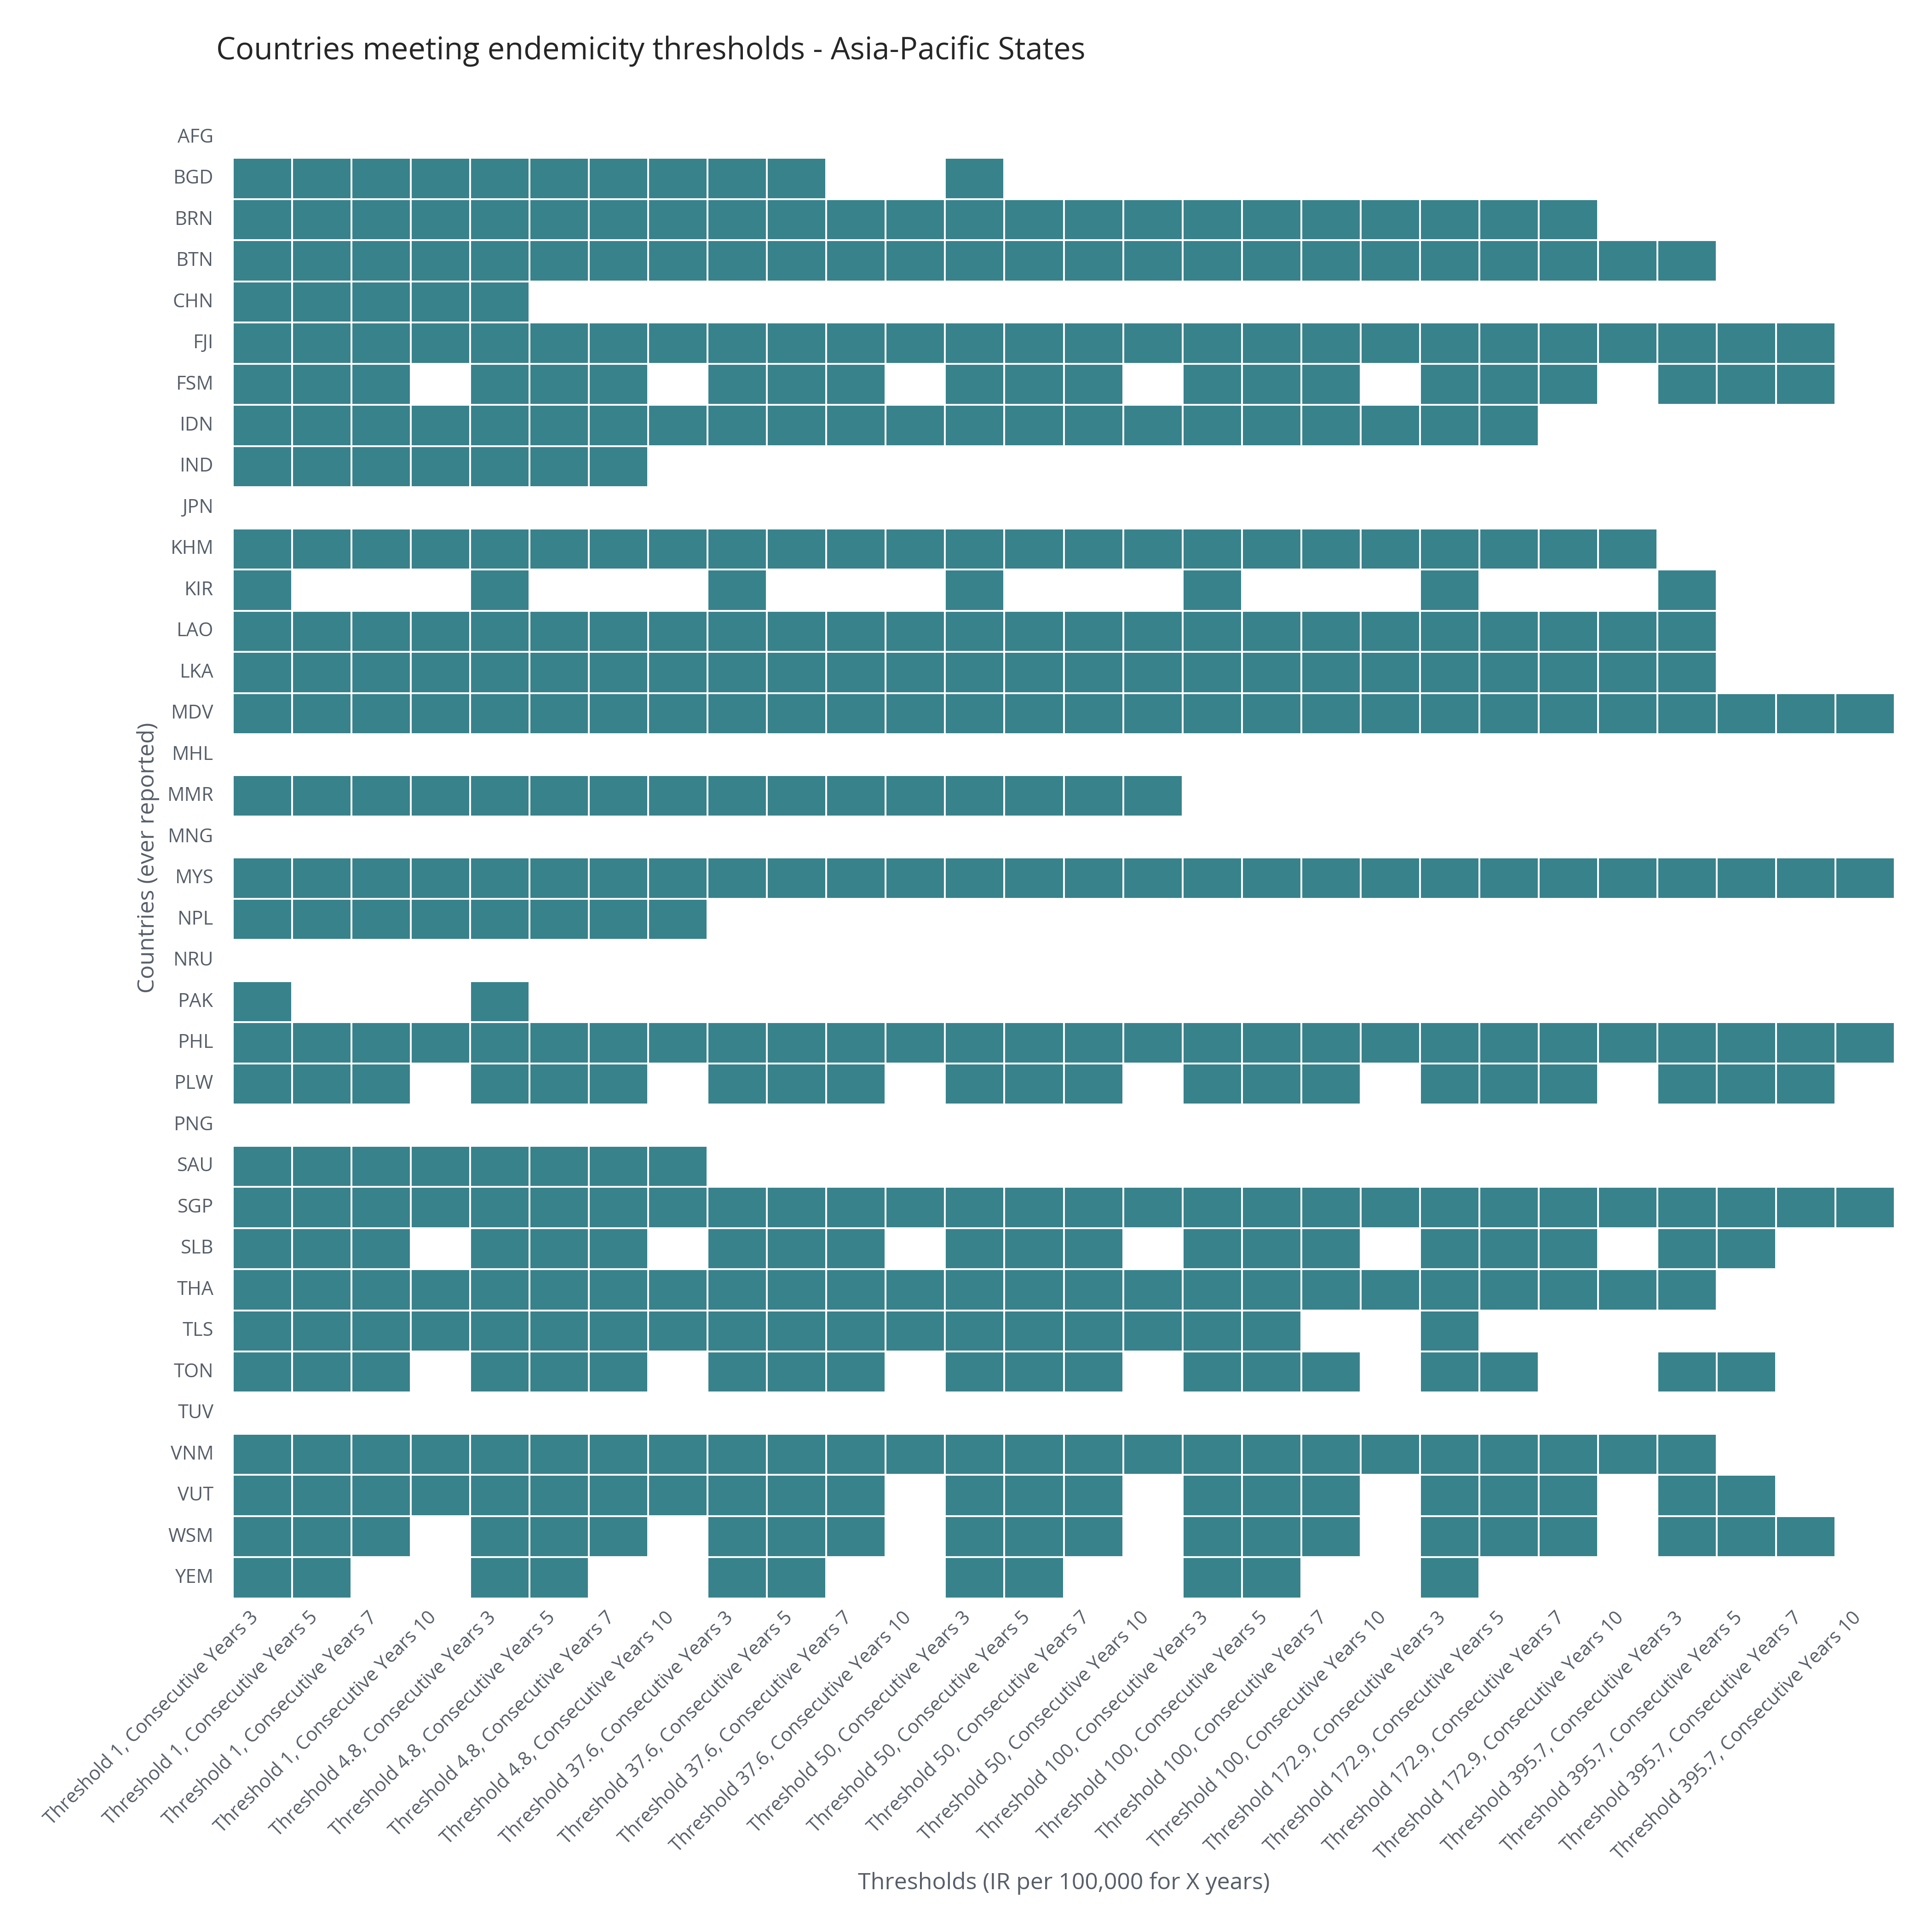 Countries meeting endemicity thresholds - Asia-Pacific States
Countries (ever reported)
AFG
BGD
BRN
BTN
CHN
FJI
FSM
IDN
IND
JPN
KHM
KIR
LAO
LKA
MDV
MHL
MMR
MNG
MYS
NPL
NRU
PAK
PHL
PLW
PNG
SAU
SGP
SLB
THA
TLS
TON
TUV
VNM
VUT
WSM
YEM
Threshold 1, Consecutive Years 3
Threshold 1, Consecutive Years 5
Threshold 1, Consecutive Years 7
Threshold 1, Consecutive Years 10
Threshold 4.8, Consecutive Years 3
Threshold 4.8, Consecutive Years 5
Threshold 4.8, Consecutive Years 7
Threshold 4.8, Consecutive Years 10
Threshold 37.6, Consecutive Years 3
Threshold 37.6, Consecutive Years 5
Threshold 37.6, Consecutive Years 7
Threshold 37.6, Consecutive Years 10
Threshold 50, Consecutive Years 3
Threshold 50, Consecutive Years 5
Threshold 50, Consecutive Years 7
Threshold 50, Consecutive Years 10
Threshold 100, Consecutive Years 3
Threshold 100, Consecutive Years 5
Threshold 100, Consecutive Years 7
Threshold 100, Consecutive Years 10
Threshold 172.9, Consecutive Years 3
Threshold 172.9, Consecutive Years 5
Threshold 172.9, Consecutive Years 7
Threshold 172.9, Consecutive Years 10
Threshold 395.7, Consecutive Years 3
Threshold 395.7, Consecutive Years 5
Threshold 395.7, Consecutive Years 7
Threshold 395.7, Consecutive Years 10
Thresholds (IR per 100,000 for X years)